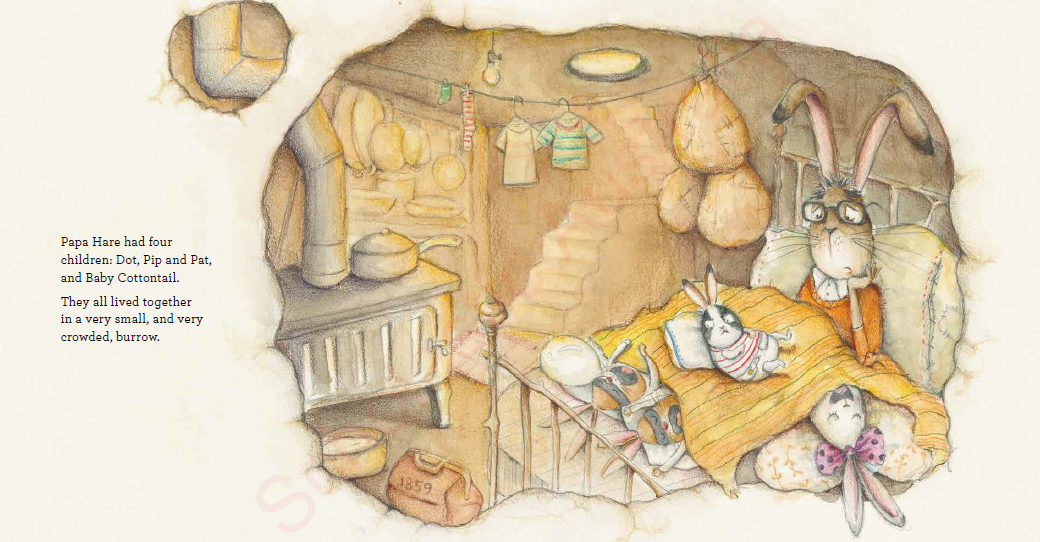 Papa Hare had four
children: Dot, Pip and Pat,
and Baby Cottontail.
They all lived together
in a very small, and very
crowded, burrow.
1859